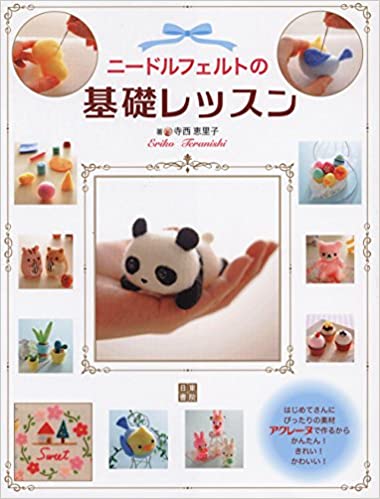 ニードルフェルトの
基礎レッスン
著 寺西 恵里子
Eriko Teranishi
日東
書院
はじめてさんに
ぴったりの素材
アクレーヌで作るから
かんたん!
きれい!
かわいい!
Sweet